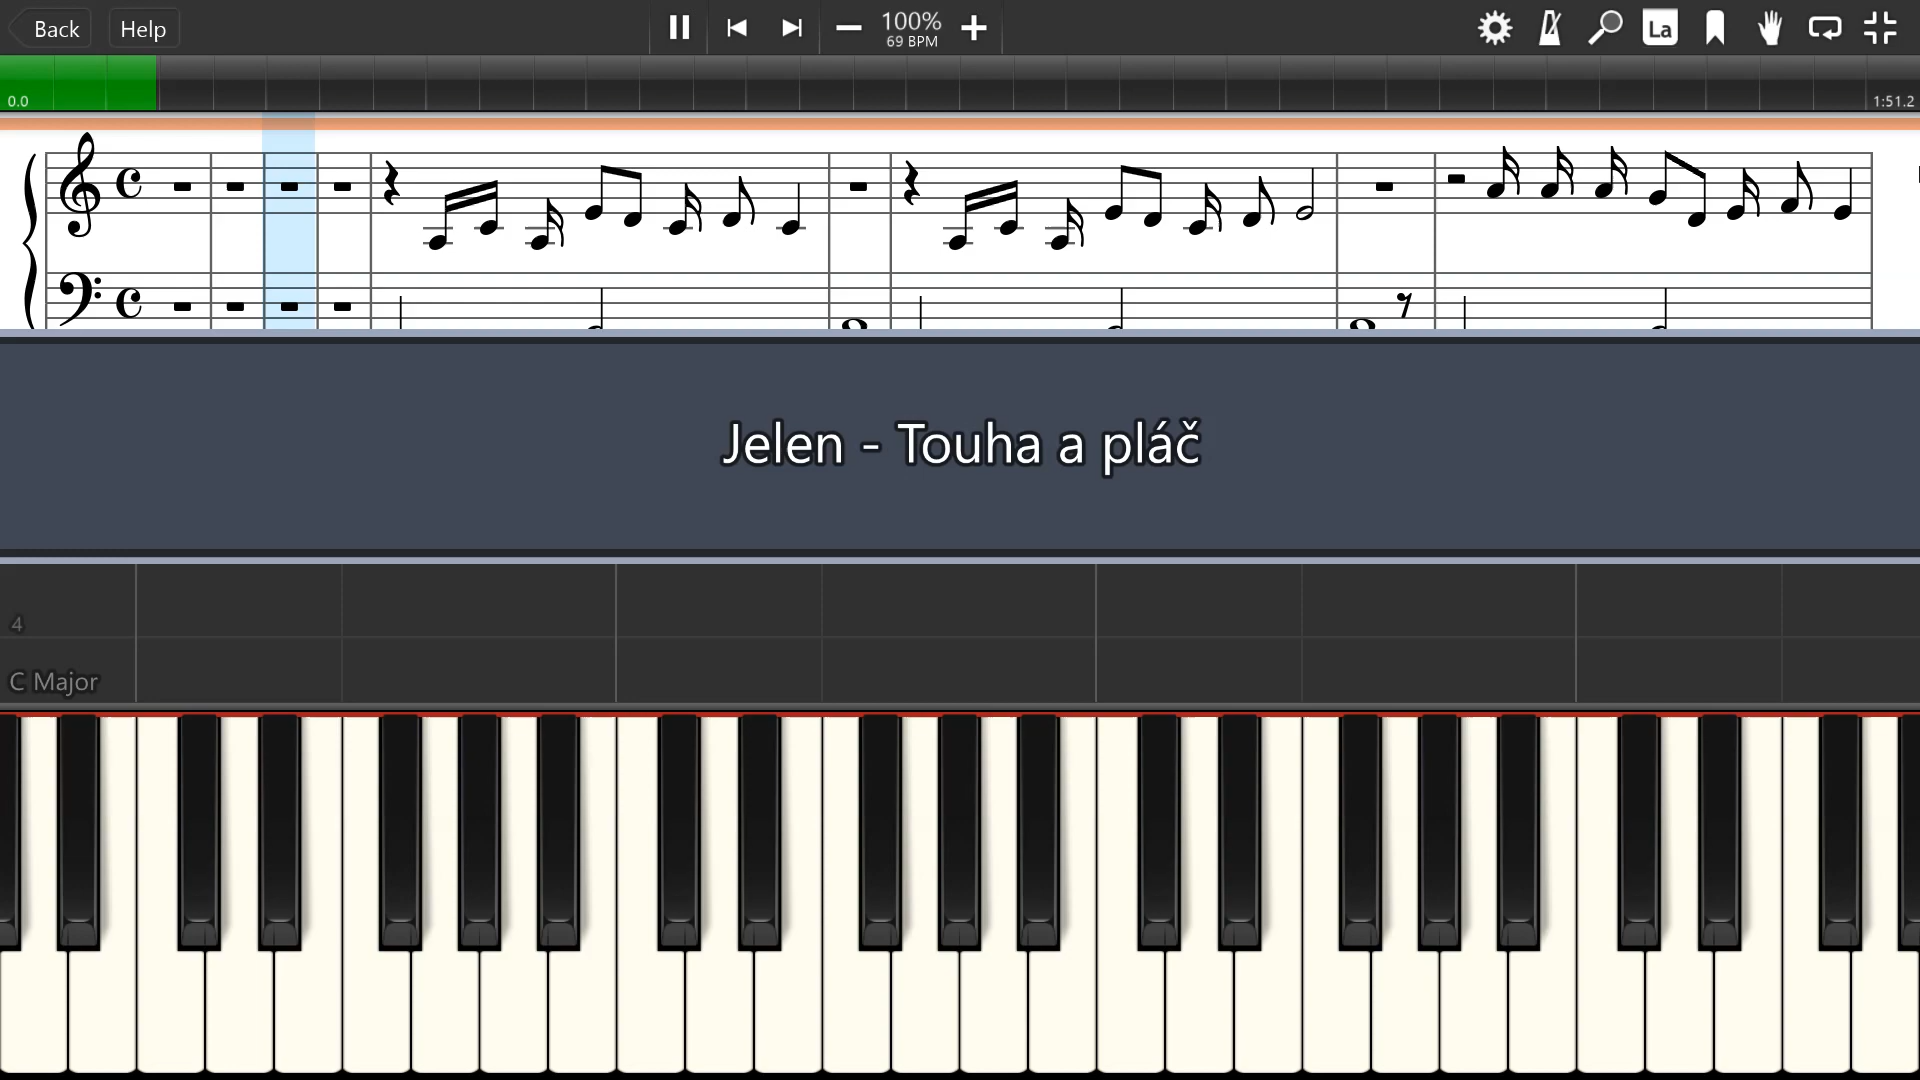 Back
Help
100%
69 BPM
La
0.0
1:51.2
Jelen - Touha a pláč
4
C Major